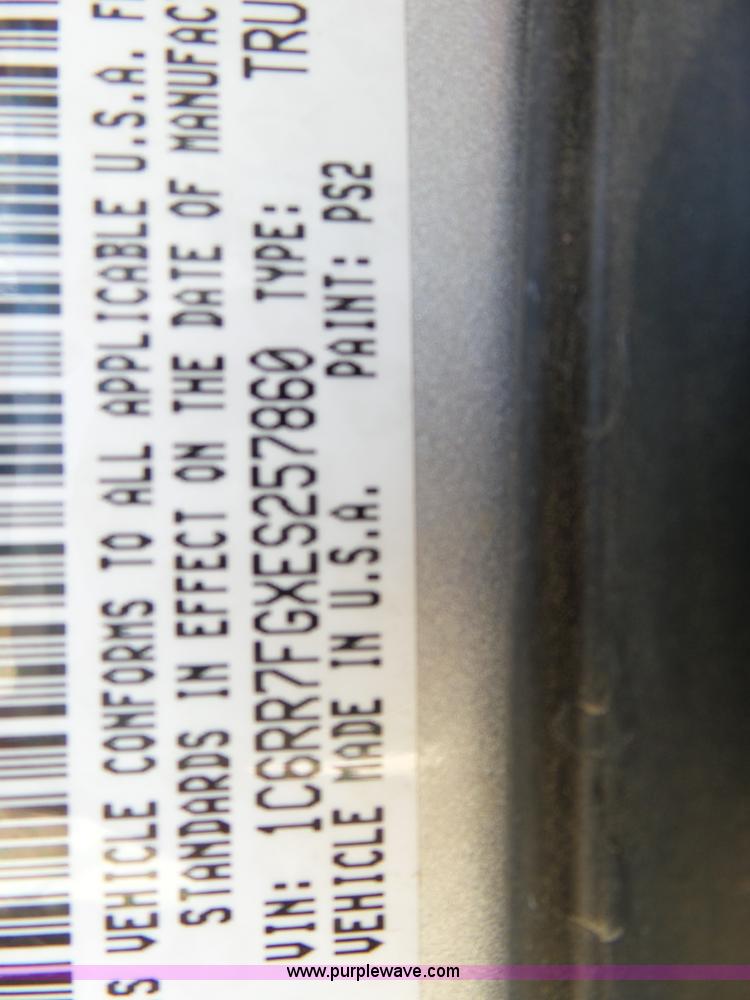 S VEHICLE CONFORMS TO ALL APPLICABLE U.S.A. F
STANDARDS IN EFFECT ON THE DATE OF MANUFAC
VIN: 1C6RR7FGXES257860 TYPE: TRU
VEHICLE MADE IN U.S.A. PAINT: PS2
www.purplewave.com